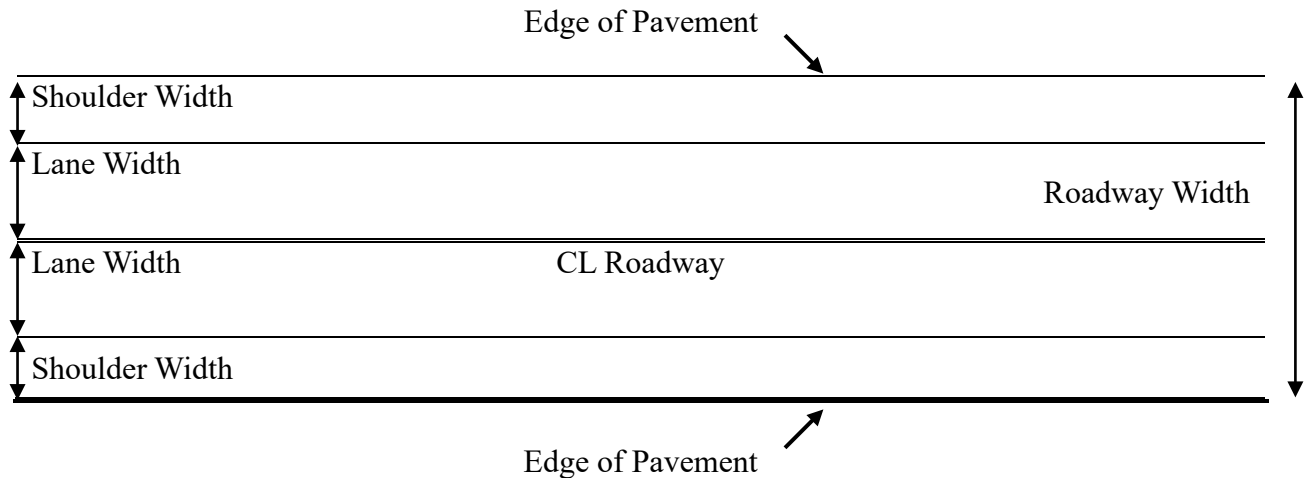 Edge of Pavement
Shoulder Width
Lane Width
Roadway Width
Lane Width
CL Roadway
Shoulder Width
Edge of Pavement